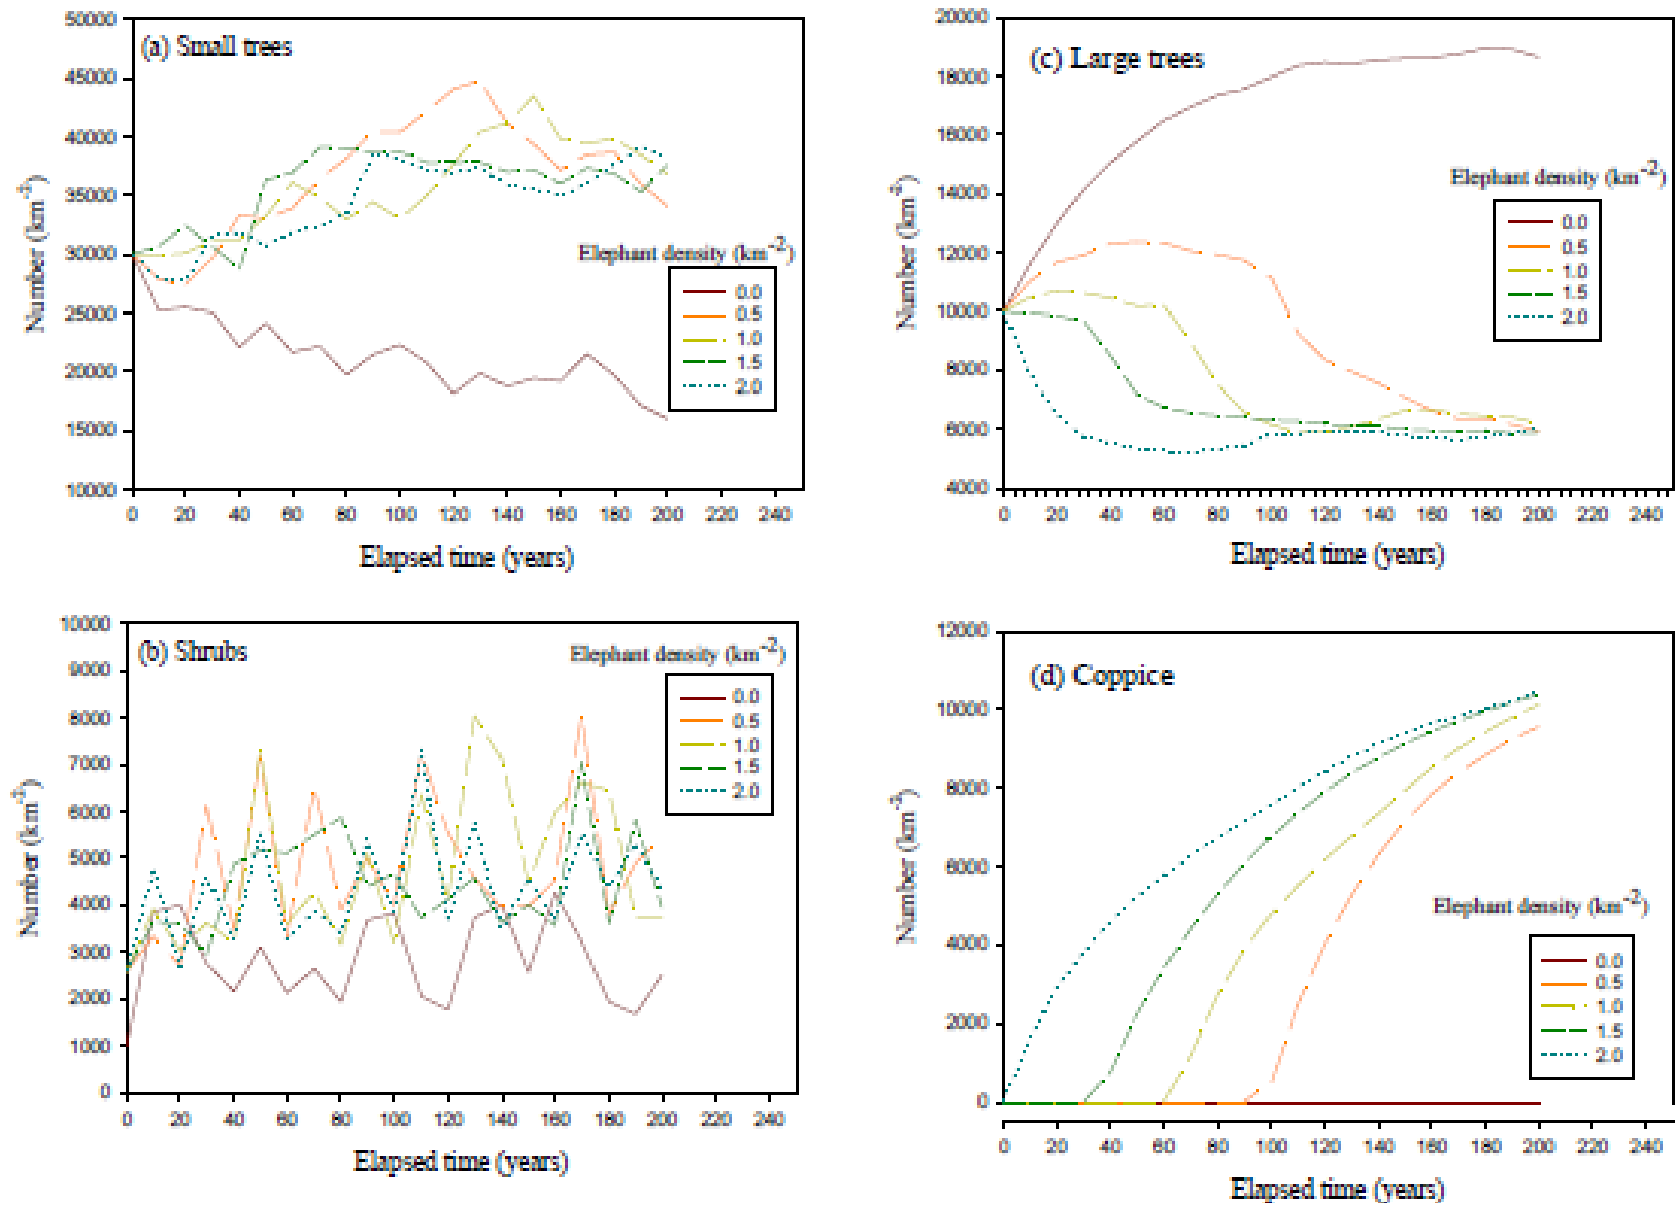 (a) Small trees
50000
45000
40000
35000
30000
25000
20000
15000
10000
Number (km-2)
Elephant density (km-2)
0.0
0.5
1.0
1.5
2.0
0 20 40 60 80 100 120 140 160 180 200 220 240
Elapsed time (years)
(c) Large trees
20000
18000
16000
14000
12000
10000
8000
6000
4000
Number (km-2)
Elephant density (km-2)
0.0
0.5
1.0
1.5
2.0
0 20 40 60 80 100 120 140 160 180 200 220 240
Elapsed time (years)
(b) Shrubs
10000
9000
8000
7000
6000
5000
4000
3000
2000
1000
0
Number (km-2)
Elephant density (km-2)
0.0
0.5
1.0
1.5
2.0
0 20 40 60 80 100 120 140 160 180 200 220 240
Elapsed time (years)
(d) Coppice
12000
10000
8000
6000
4000
2000
0
Number (km-2)
Elephant density (km-2)
0.0
0.5
1.0
1.5
2.0
0 20 40 60 80 100 120 140 160 180 200 220 240
Elapsed time (years)